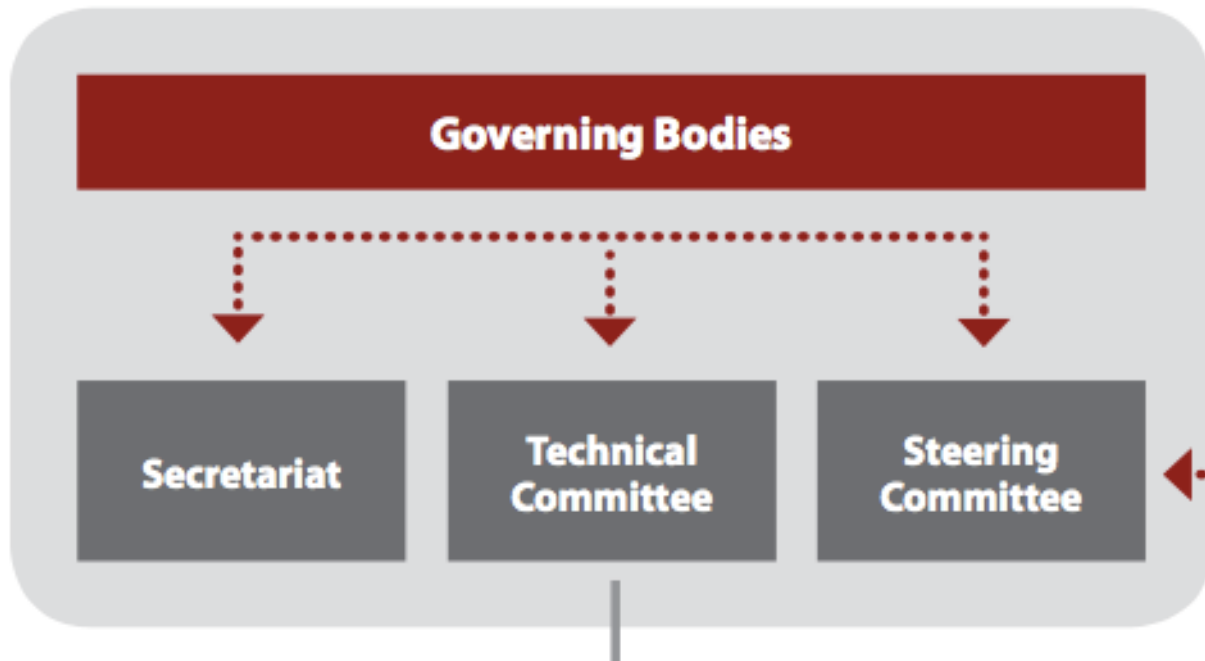 Governing Bodies
Secretariat
Technical
Committee
Steering
Committee